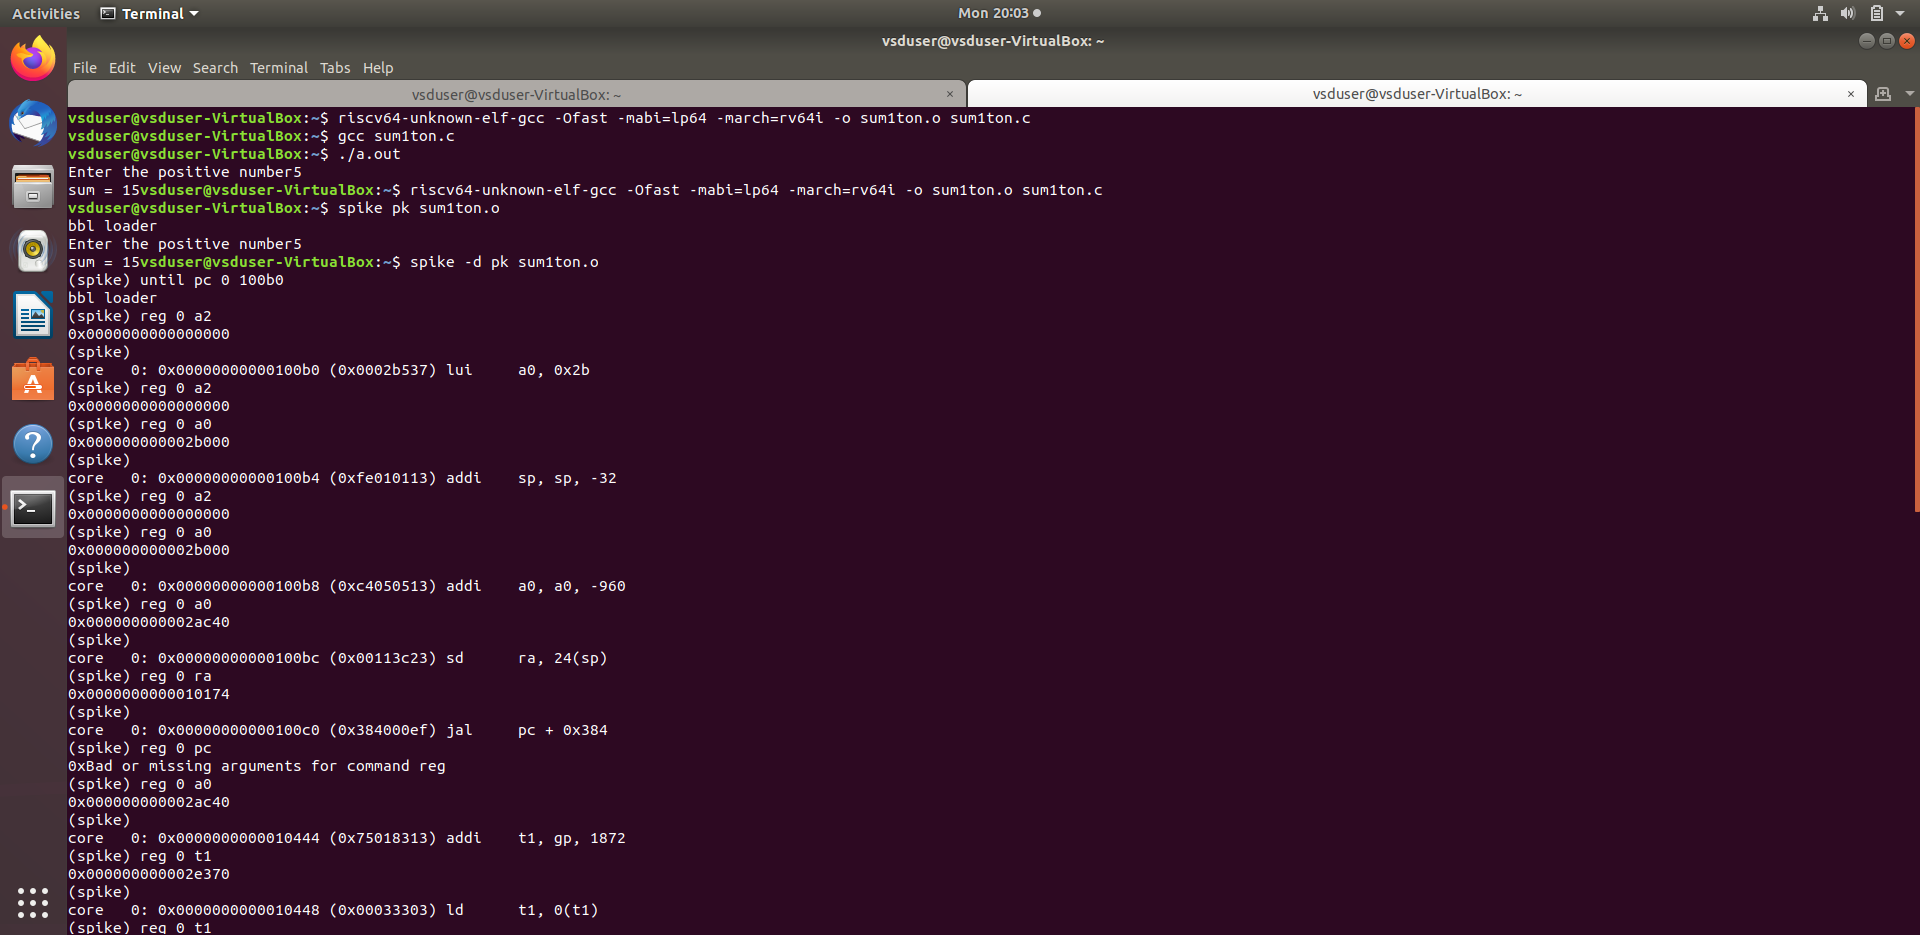 Activities Terminal Mon 20:03
vsduser@vsduser-VirtualBox: ~
File Edit View Search Terminal Tabs Help
vsduser@vsduser-VirtualBox: ~ × vsduser@vsduser-VirtualBox: ~ ×
vsduser@vsduser-VirtualBox:~$ riscv64-unknown-elf-gcc -Ofast -mabi=lp64 -march=rv64i -o sum1ton.o sum1ton.c
vsduser@vsduser-VirtualBox:~$ gcc sum1ton.c
vsduser@vsduser-VirtualBox:~$ ./a.out
Enter the positive number5
sum = 15vsduser@vsduser-VirtualBox:~$ riscv64-unknown-elf-gcc -Ofast -mabi=lp64 -march=rv64i -o sum1ton.o sum1ton.c
vsduser@vsduser-VirtualBox:~$ spike pk sum1ton.o
bbl loader
Enter the positive number5
sum = 15vsduser@vsduser-VirtualBox:~$ spike -d pk sum1ton.o
(spike) until pc 0 100b0
bbl loader
(spike) reg 0 a2
0x0000000000000000
(spike)
core   0: 0x00000000000100b0 (0x0002b537) lui     a0, 0x2b
(spike) reg 0 a2
0x0000000000000000
(spike) reg 0 a0
0x000000000002b000
(spike)
core   0: 0x00000000000100b4 (0xfe010113) addi    sp, sp, -32
(spike) reg 0 a2
0x0000000000000000
(spike) reg 0 a0
0x000000000002b000
(spike)
core   0: 0x00000000000100b8 (0xc4050513) addi    a0, a0, -960
(spike) reg 0 a0
0x000000000002ac40
(spike)
core   0: 0x00000000000100bc (0x00113c23) sd      ra, 24(sp)
(spike) reg 0 ra
0x0000000000010174
(spike)
core   0: 0x00000000000100c0 (0x384000ef) jal     pc + 0x384
(spike) reg 0 pc
0xBad or missing arguments for command reg
(spike) reg 0 a0
0x000000000002ac40
(spike)
core   0: 0x0000000000010444 (0x75018313) addi    t1, gp, 1872
(spike) reg 0 t1
0x000000000002e370
(spike)
core   0: 0x0000000000010448 (0x00033303) ld      t1, 0(t1)
(spike) reg 0 t1